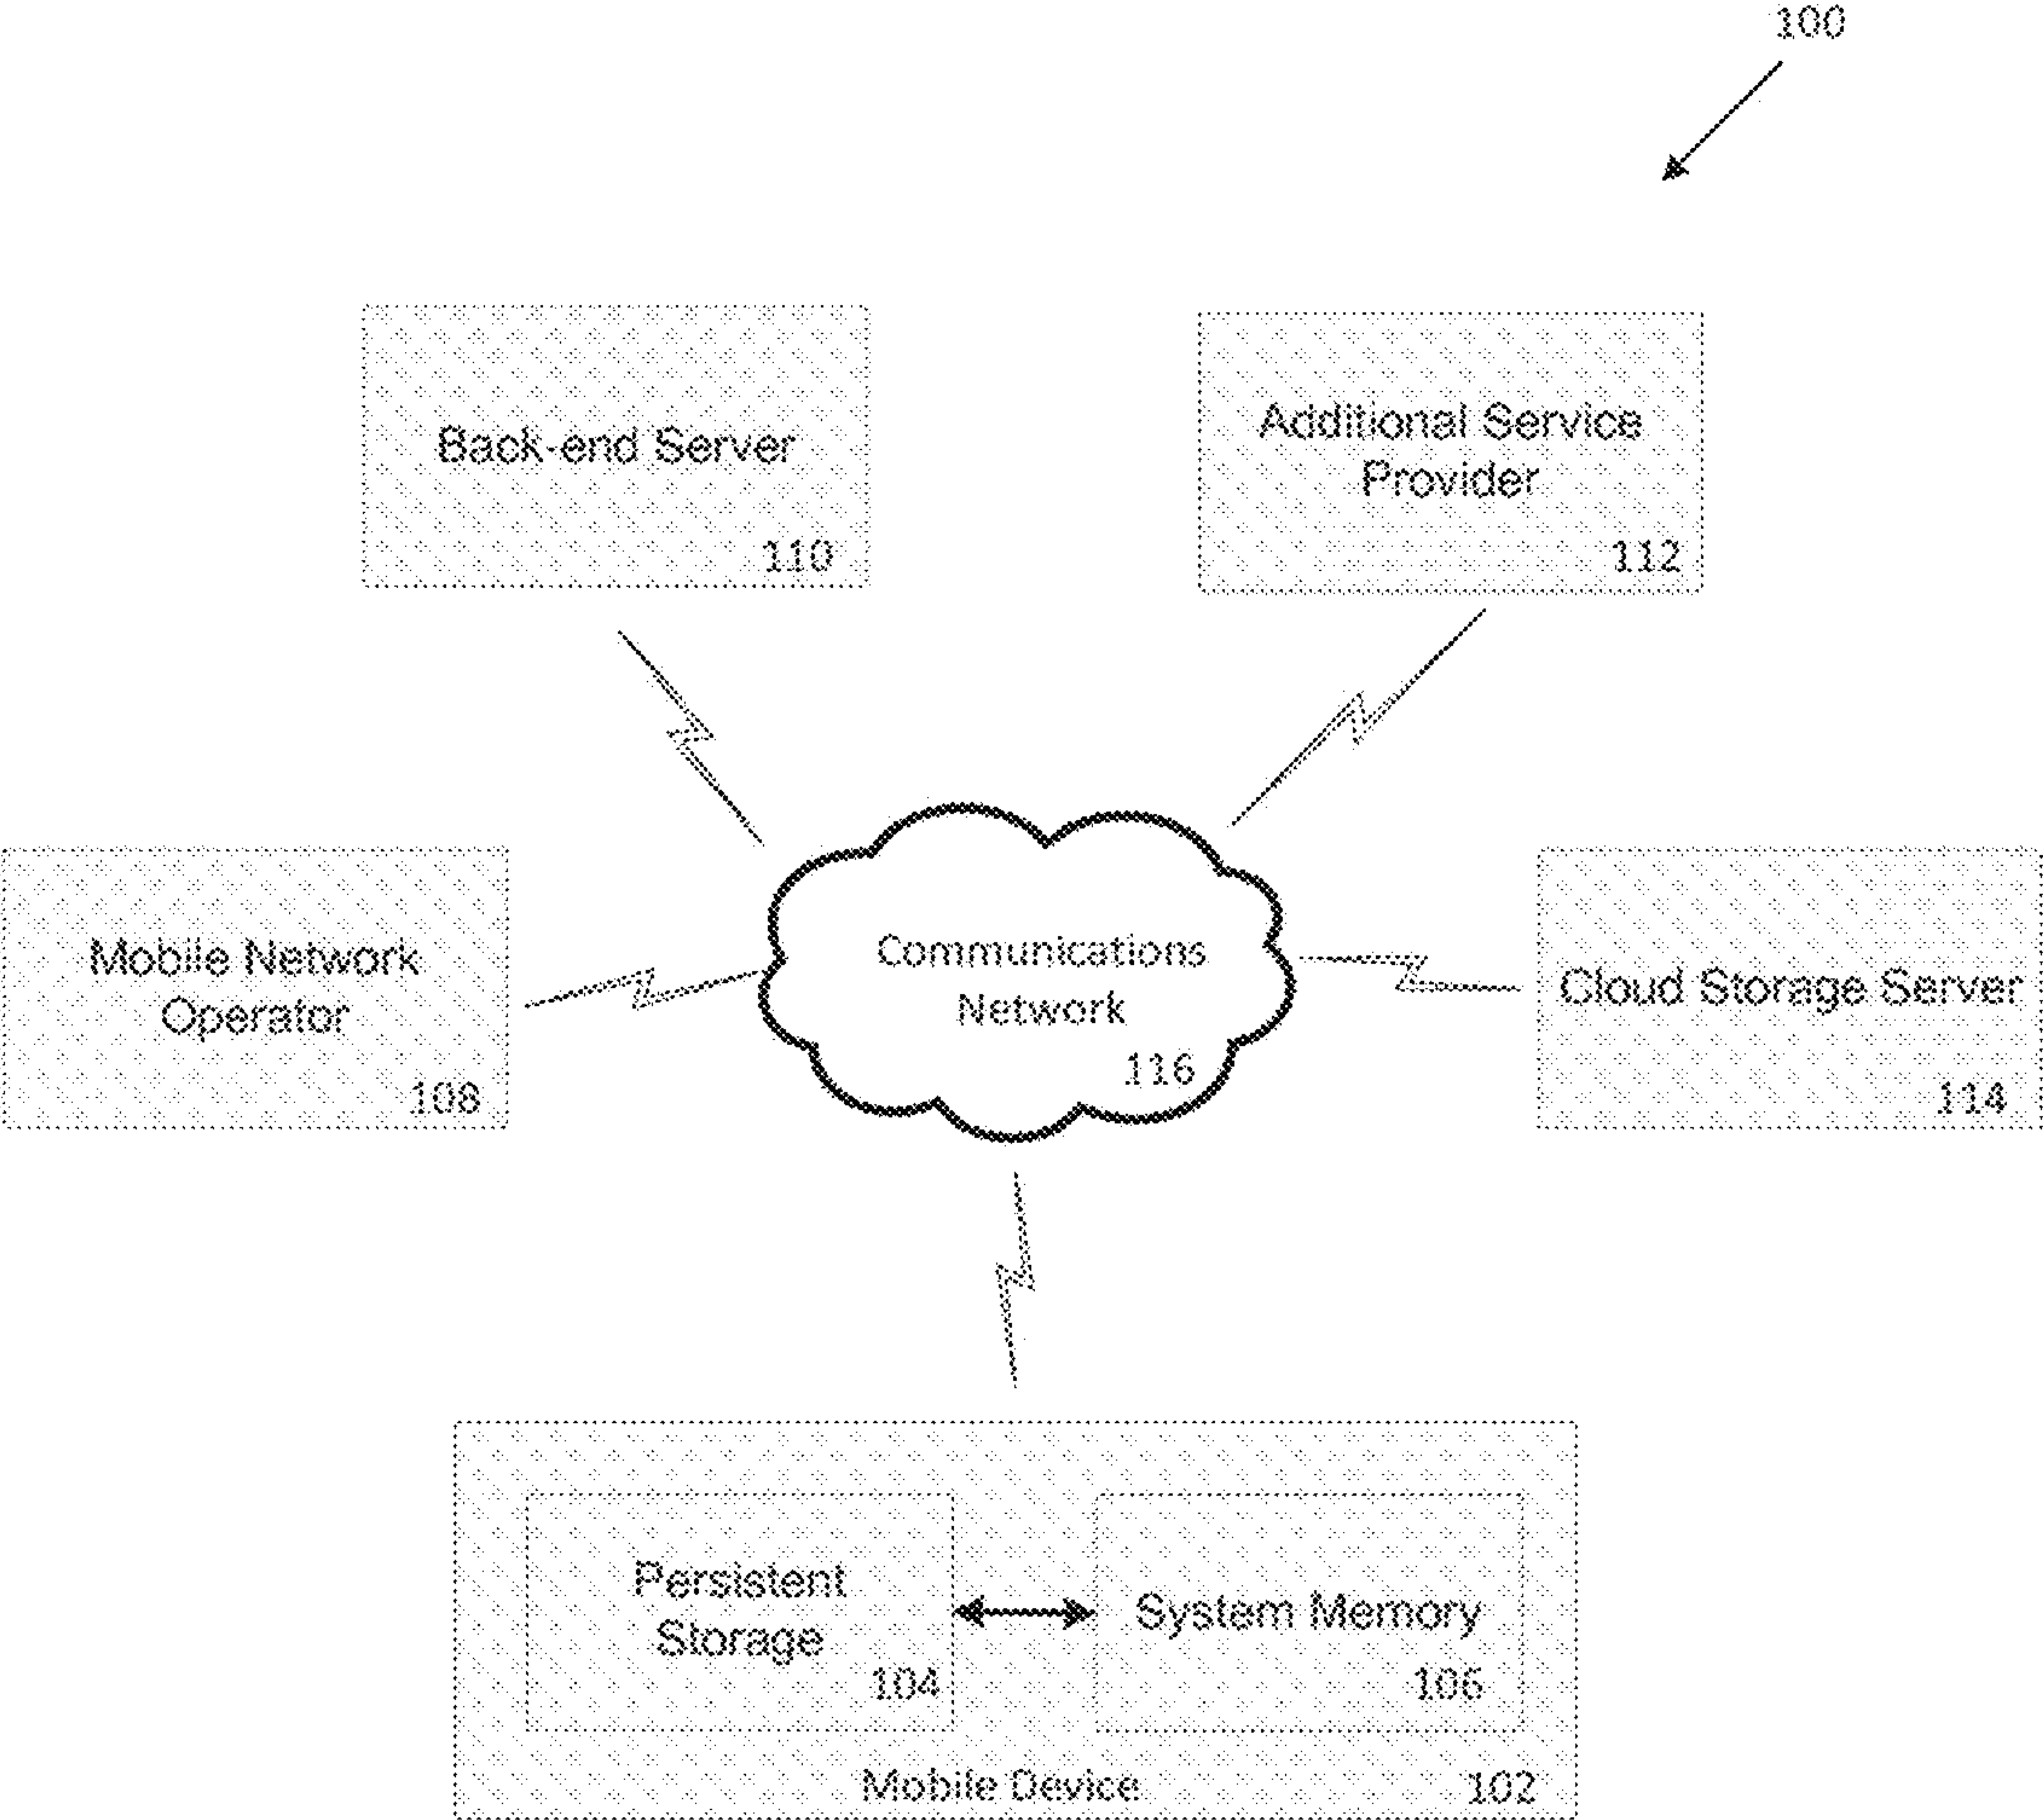 100
Back-end Server
110
Additional Service
Provider
112
Mobile Network
Operator
108
Communications
Network
116
Cloud Storage Server
114
Persistent
Storage
104
System Memory
106
Mobile Device
102